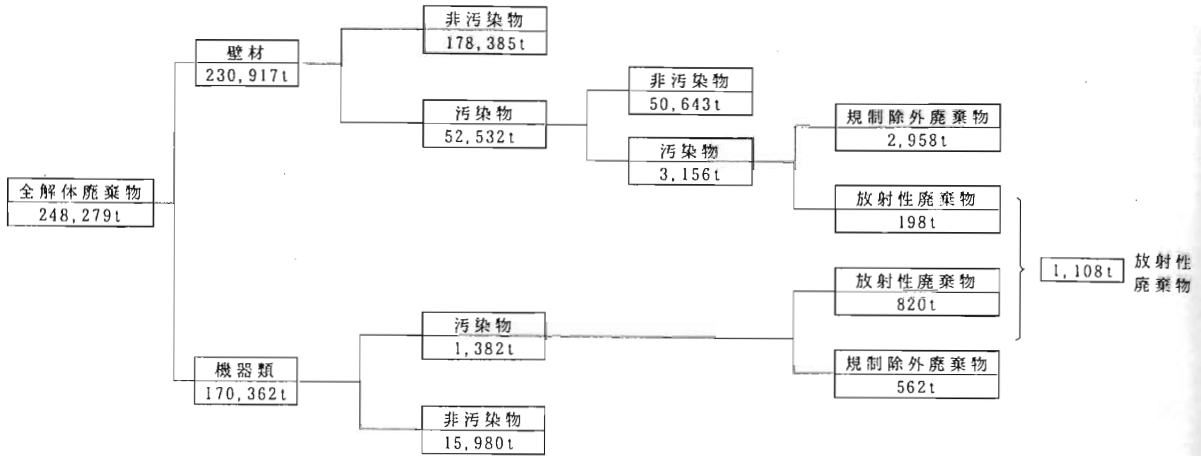 全解体廃棄物
248,279t
壁材
230,917t
非汚染物
178,385t
汚染物
52,532t
非汚染物
50,643t
汚染物
3,156t
規制除外廃棄物
2,958t
放射性廃棄物
198t
機器類
170,362t
汚染物
1,382t
非汚染物
15,980t
放射性廃棄物
820t
規制除外廃棄物
562t
1,108t
放射性
廃棄物